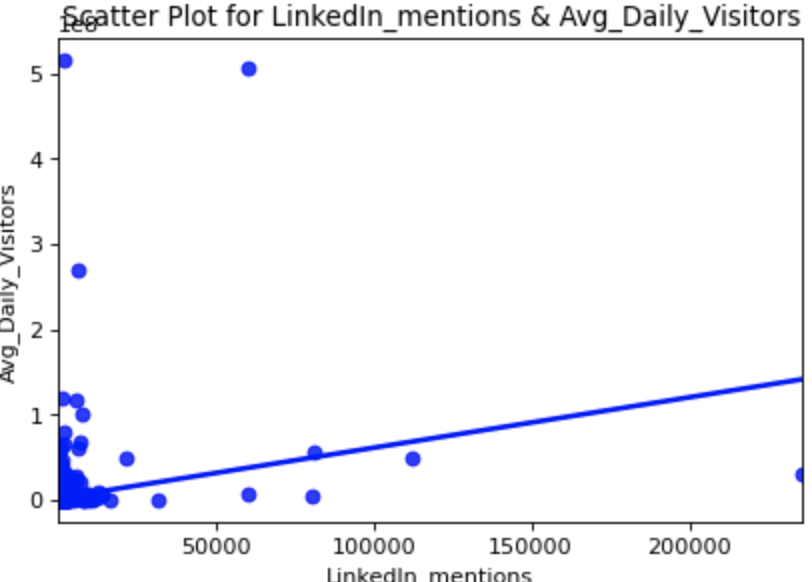 Scatter Plot for LinkedIn_mentions & Avg_Daily_Visitors
1e8
5
4
3
2
1
0
Avg_Daily_Visitors
50000 100000 150000 200000
LinkedIn_mentions